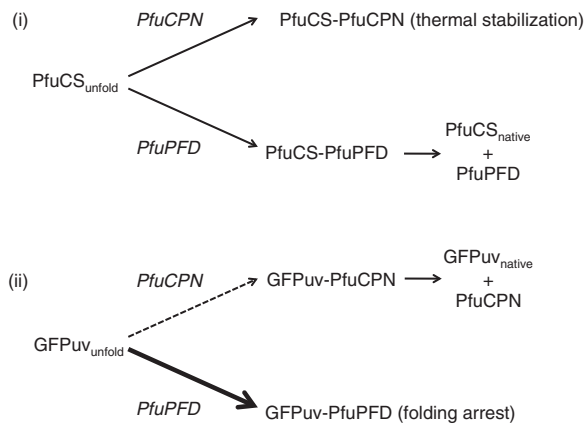 (i) PfuCPN PfuCS-PfuCPN (thermal stabilization)
PfuCSunfold
PfuPFD PfuCS-PfuPFD PfuCSnative
+
PfuPFD
(ii) PfuCPN GFPuv-PfuCPN GFPuvnative
+
PfuCPN
GFPuvunfold
PfuPFD GFPuv-PfuPFD (folding arrest)